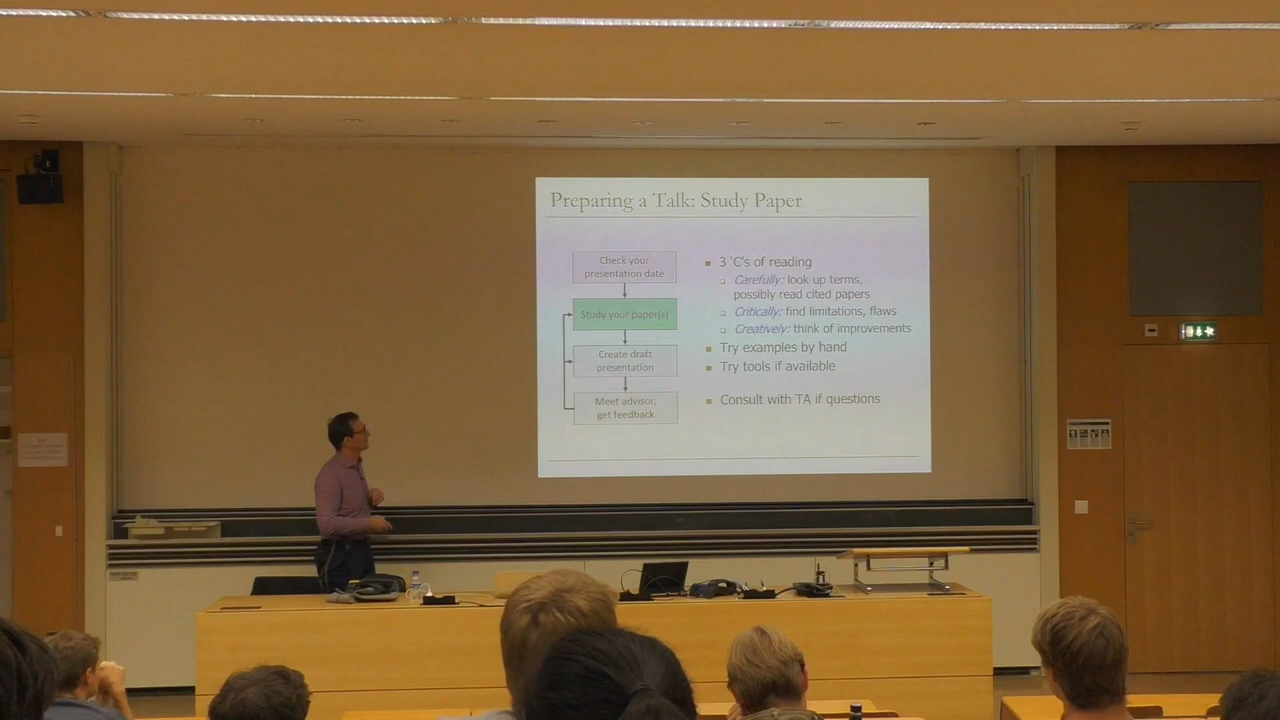 Preparing a Talk: Study Paper
Check your
presentation date
Study your paper(s)
Create draft
presentation
Meet advisor,
get feedback
3 ‘C’s of reading
Carefully: look up terms,
possibly read cited papers
Critically: find limitations, flaws
Creatively: think of improvements
Try examples by hand
Try tools if available
Consult with TA if questions